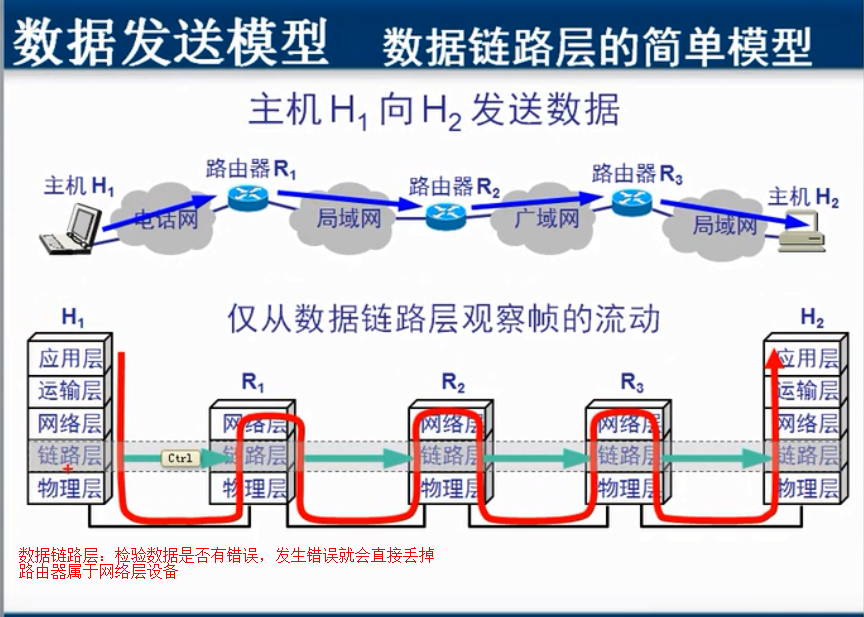 数据发送模型 数据链路层的简单模型
主机 H1 向 H2 发送数据
主机 H1
路由器 R1
路由器 R2
路由器 R3
主机 H2
电话网
局域网
广域网
局域网
仅从数据链路层观察帧的流动
H1
R1
R2
R3
H2
应用层
运输层
网络层
链路层
物理层
Ctrl
网络层
链路层
物理层
网络层
链路层
物理层
网络层
链路层
物理层
应用层
运输层
网络层
链路层
物理层
数据链路层：检验数据是否有错误，发生错误就会直接丢掉
路由器属于网络层设备